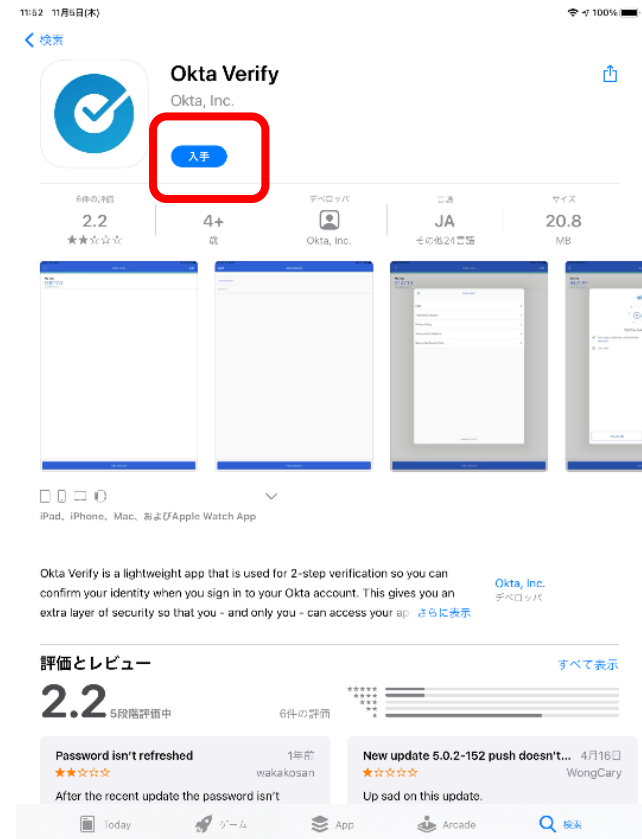 11:52 11月5日(木)
100%
検索
Okta Verify
Okta, Inc.
入手
6件の評価
2.2
4+
歳
デベロッパ
Okta, Inc.
言語
JA
その他24言語
サイズ
20.8
MB
iPad、iPhone、Mac、およびApple Watch App
Okta Verify is a lightweight app that is used for 2-step verification so you can
confirm your identity when you sign in to your Okta account. This gives you an
extra layer of security so that you - and only you - can access your ap さらに表示
Okta, Inc.
デベロッパ
評価とレビュー
すべて表示
2.2 5段階評価中
6件の評価
Password isn't refreshed
1年前
wakakosan
After the recent update the password isn't
New update 5.0.2-152 push doesn't...
4月16日
WongCary
Up sad on this update.
Today
ゲーム
App
Arcade
検索